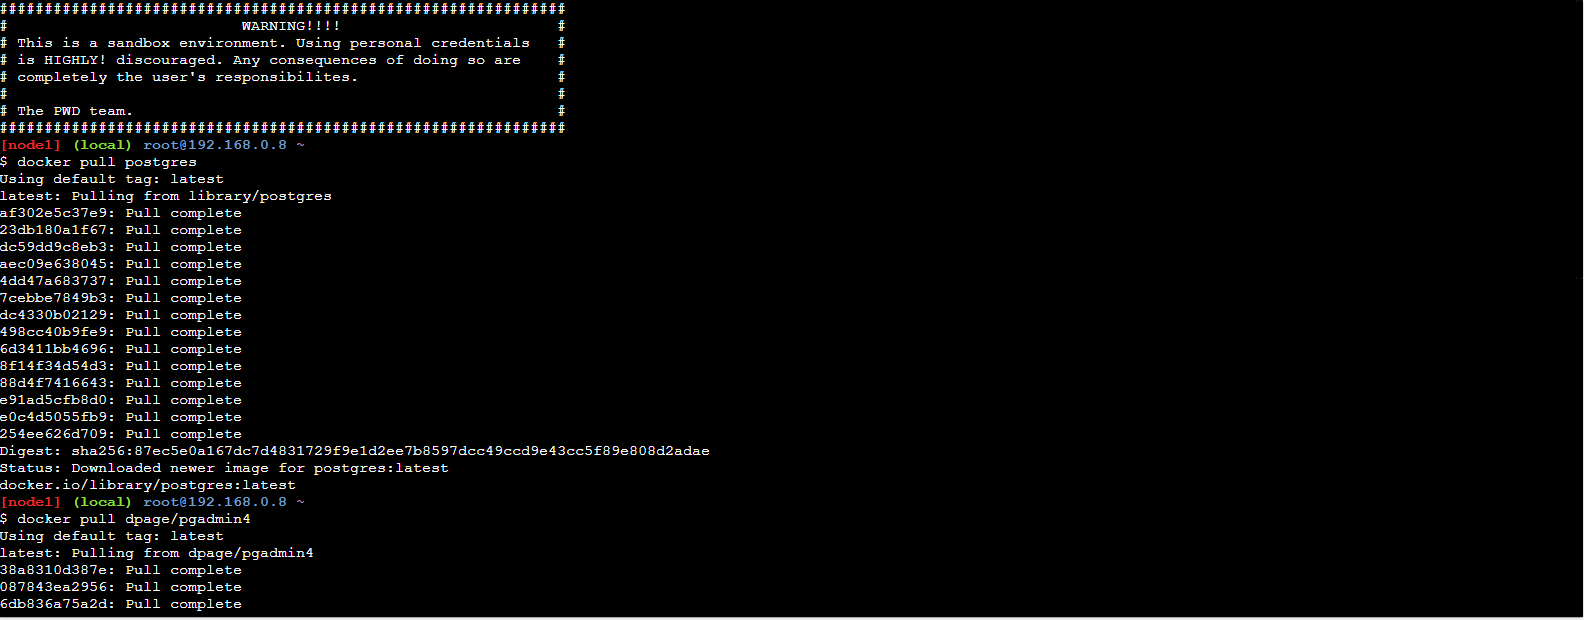 ###############################################################
# WARNING!!!! #
# This is a sandbox environment. Using personal credentials #
# is HIGHLY! discouraged. Any consequences of doing so are #
# completely the user's responsibilites. #
# #
# The PWD team. #
###############################################################
[node1] (local) root@192.168.0.8 ~
$ docker pull postgres
Using default tag: latest
latest: Pulling from library/postgres
af302e5c37e9: Pull complete
23db180a1f67: Pull complete
dc59dd9c8eb3: Pull complete
aec09e638045: Pull complete
4dd47a683737: Pull complete
7cebbe7849b3: Pull complete
dc4330b02129: Pull complete
498cc40b9fe9: Pull complete
6d3411bb4696: Pull complete
8f14f34d54d3: Pull complete
88d4f7416643: Pull complete
e91ad5cfb8d0: Pull complete
e0c4d5055fb9: Pull complete
254ee626d709: Pull complete
Digest: sha256:87ec5e0a167dc7d4831729f9e1d2ee7b8597dcc49ccd9e43cc5f89e808d2adae
Status: Downloaded newer image for postgres:latest
docker.io/library/postgres:latest
[node1] (local) root@192.168.0.8 ~
$ docker pull dpage/pgadmin4
Using default tag: latest
latest: Pulling from dpage/pgadmin4
38a8310d387e: Pull complete
087843ea2956: Pull complete
6db836a75a2d: Pull complete